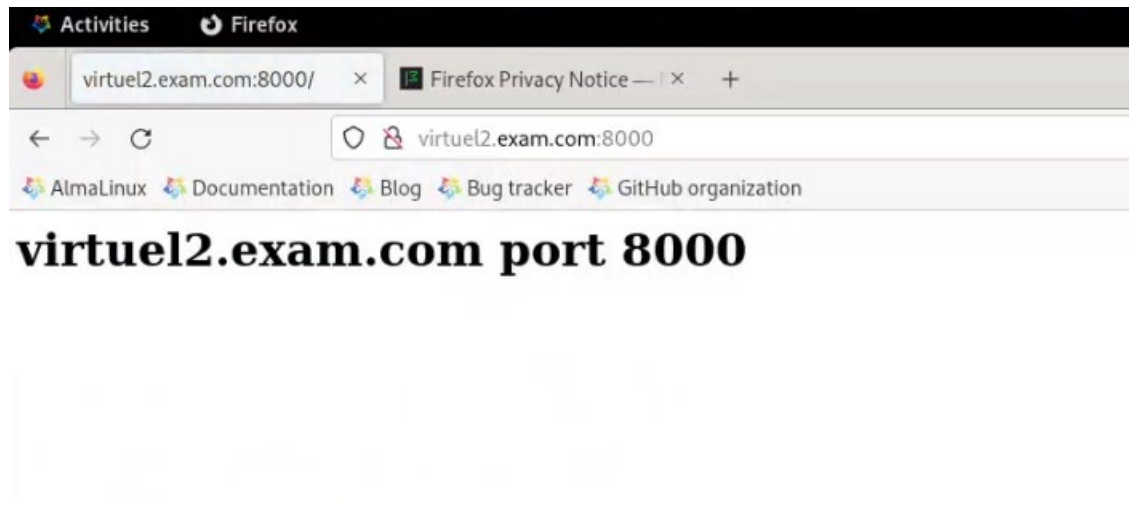 Activities Firefox
virtuel2.exam.com:8000/ Firefox Privacy Notice —
virtuel2.exam.com:8000
AlmaLinux Documentation Blog Bug tracker GitHub organization
virtuel2.exam.com port 8000